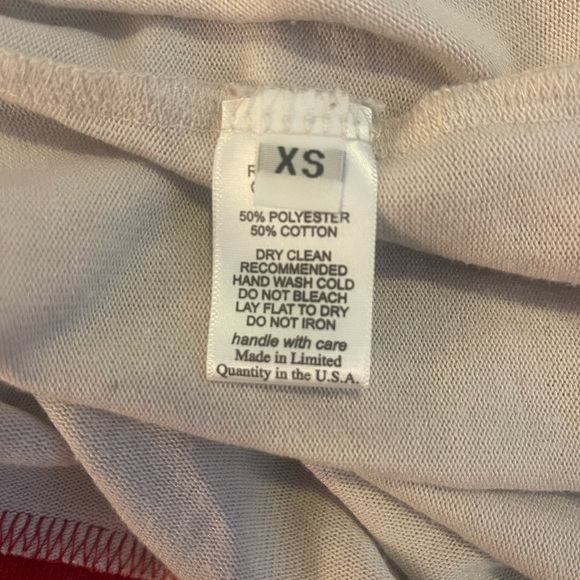 XS
50% POLYESTER
50% COTTON
DRY CLEAN
RECOMMENDED
HAND WASH COLD
DO NOT BLEACH
LAY FLAT TO DRY
DO NOT IRON
handle with care
Made in Limited
Quantity in the U.S.A.